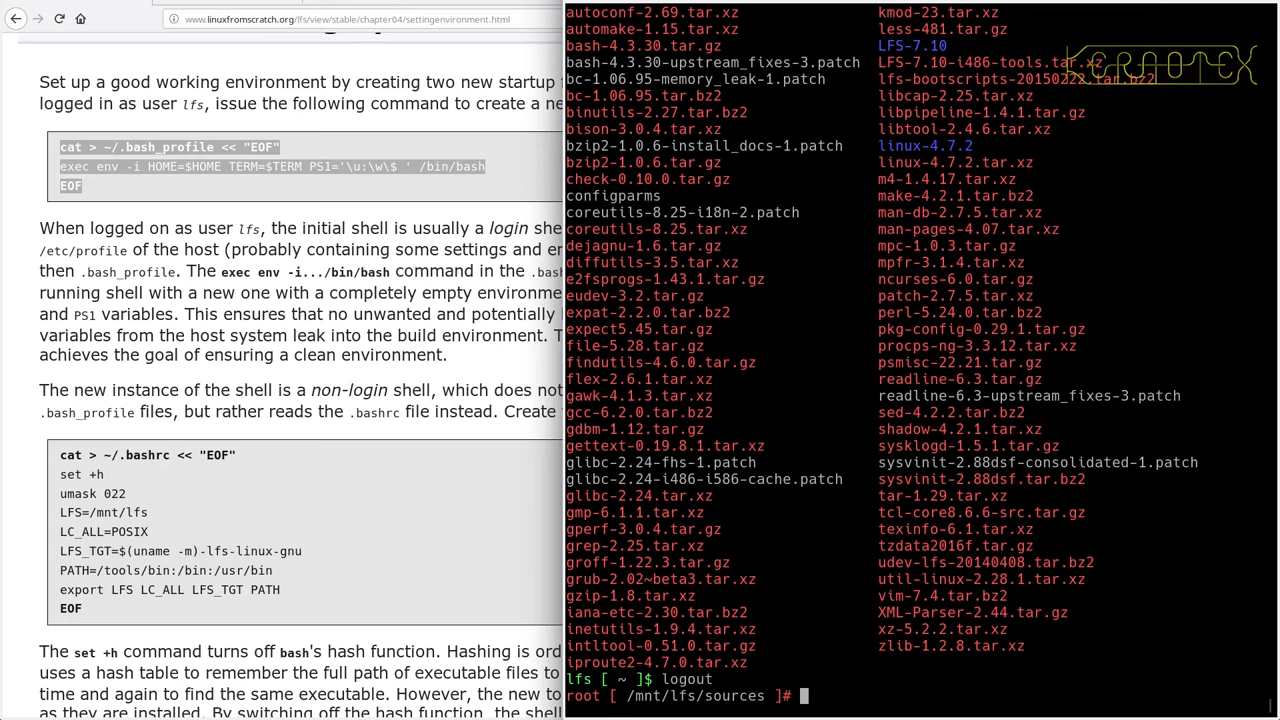 www.linuxfromscratch.org/lfs/view/stable/chapter04/settingenvironment.html
Set up a good working environment by creating two new startup
logged in as user lfs, issue the following command to create a ne
cat > ~/.bash_profile << "EOF"
exec env -i HOME=$HOME TERM=$TERM PS1='\u:\w\$ ' /bin/bash
EOF
When logged on as user lfs, the initial shell is usually a login she
/etc/profile of the host (probably containing some settings and en
then .bash_profile. The exec env -i.../bin/bash command in the .bas
running shell with a new one with a completely empty environme
and PS1 variables. This ensures that no unwanted and potentially
variables from the host system leak into the build environment. T
achieves the goal of ensuring a clean environment.
The new instance of the shell is a non-login shell, which does not
.bash_profile files, but rather reads the .bashrc file instead. Create
cat > ~/.bashrc << "EOF"
set +h
umask 022
LFS=/mnt/lfs
LC_ALL=POSIX
LFS_TGT=$(uname -m)-lfs-linux-gnu
PATH=/tools/bin:/bin:/usr/bin
export LFS LC_ALL LFS_TGT PATH
EOF
The set +h command turns off bash's hash function. Hashing is ord
uses a hash table to remember the full path of executable files to
time and again to find the same executable. However, the new to
as they are installed. By switching off the hash function, the shell
autoconf-2.69.tar.xz kmod-23.tar.xz
automake-1.15.tar.xz less-481.tar.gz
bash-4.3.30.tar.gz LFS-7.10
bash-4.3.30-upstream_fixes-3.patch LFS-7.10-i486-tools.tar.xz
bc-1.06.95-memory_leak-1.patch lfs-bootscripts-20150222.tar.bz2
bc-1.06.95.tar.bz2 libcap-2.25.tar.xz
binutils-2.27.tar.bz2 libpipeline-1.4.1.tar.gz
bison-3.0.4.tar.xz libtool-2.4.6.tar.xz
bzip2-1.0.6-install_docs-1.patch linux-4.7.2
bzip2-1.0.6.tar.gz linux-4.7.2.tar.xz
check-0.10.0.tar.gz m4-1.4.17.tar.xz
configparms make-4.2.1.tar.bz2
coreutils-8.25-i18n-2.patch man-db-2.7.5.tar.xz
coreutils-8.25.tar.xz man-pages-4.07.tar.xz
dejagnu-1.6.tar.gz mpc-1.0.3.tar.gz
diffutils-3.5.tar.xz mpfr-3.1.4.tar.xz
e2fsprogs-1.43.1.tar.gz ncurses-6.0.tar.gz
eudev-3.2.tar.gz patch-2.7.5.tar.xz
expat-2.2.0.tar.bz2 perl-5.24.0.tar.bz2
expect5.45.tar.gz pkg-config-0.29.1.tar.gz
file-5.28.tar.gz procps-ng-3.3.12.tar.xz
findutils-4.6.0.tar.gz psmisc-22.21.tar.gz
flex-2.6.1.tar.xz readline-6.3.tar.gz
gawk-4.1.3.tar.xz readline-6.3-upstream_fixes-3.patch
gcc-6.2.0.tar.bz2 sed-4.2.2.tar.bz2
gdbm-1.12.tar.gz shadow-4.2.1.tar.xz
gettext-0.19.8.1.tar.xz sysklogd-1.5.1.tar.gz
glibc-2.24-fhs-1.patch sysvinit-2.88dsf-consolidated-1.patch
glibc-2.24-i486-i586-cache.patch sysvinit-2.88dsf.tar.bz2
glibc-2.24.tar.xz tar-1.29.tar.xz
gmp-6.1.1.tar.xz tcl-core8.6.6-src.tar.gz
gperf-3.0.4.tar.gz texinfo-6.1.tar.xz
grep-2.25.tar.xz tzdata2016f.tar.gz
groff-1.22.3.tar.gz udev-lfs-20140408.tar.bz2
grub-2.02~beta3.tar.xz util-linux-2.28.1.tar.xz
gzip-1.8.tar.xz vim-7.4.tar.bz2
iana-etc-2.30.tar.bz2 XML-Parser-2.44.tar.gz
inetutils-1.9.4.tar.xz xz-5.2.2.tar.xz
intltool-0.51.0.tar.gz zlib-1.2.8.tar.xz
iproute2-4.7.0.tar.xz
lfs [ ~ ]$ logout
root [ /mnt/lfs/sources ]#